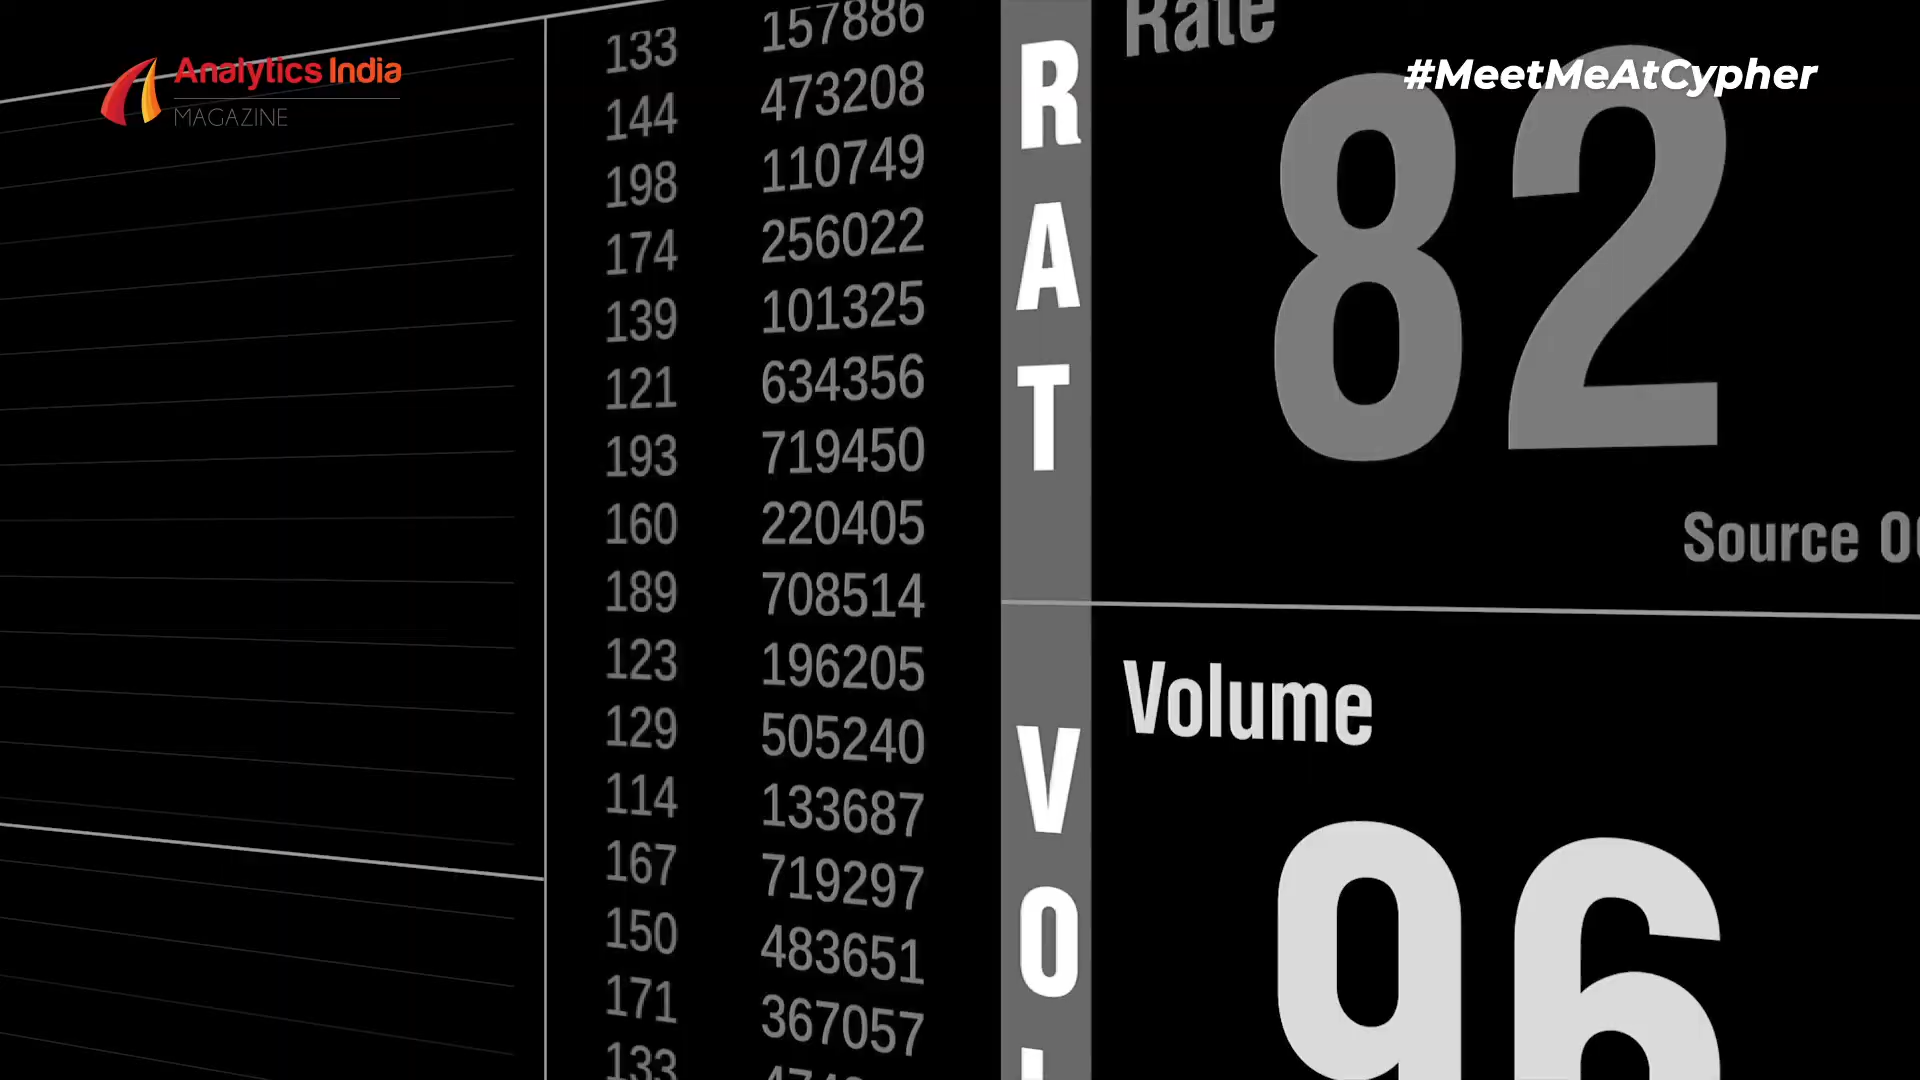 Analytics India
MAGAZINE
#MeetMeAtCypher
133 157886
144 473208
198 110749
174 256022
139 101325
121 634356
193 719450
160 220405
189 708514
123 196205
129 505240
114 133687
167 719297
150 483651
171 367057
133
RAT
VO
Rate
82
Source
Volume
96